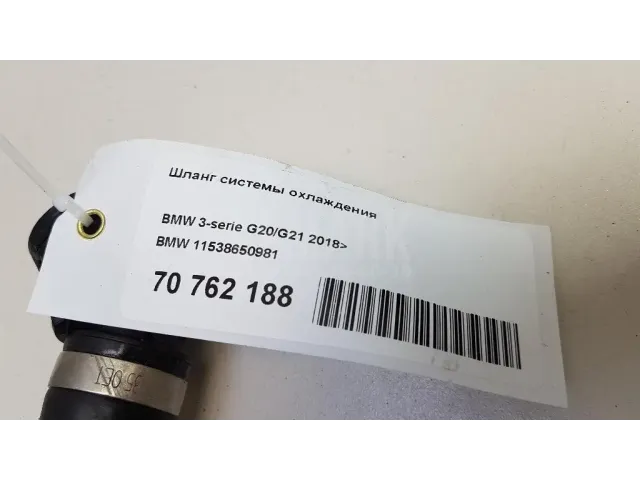 Шланг системы охлаждения
BMW 3-serie G20/G21 2018>
BMW 11538650981
70 762 188